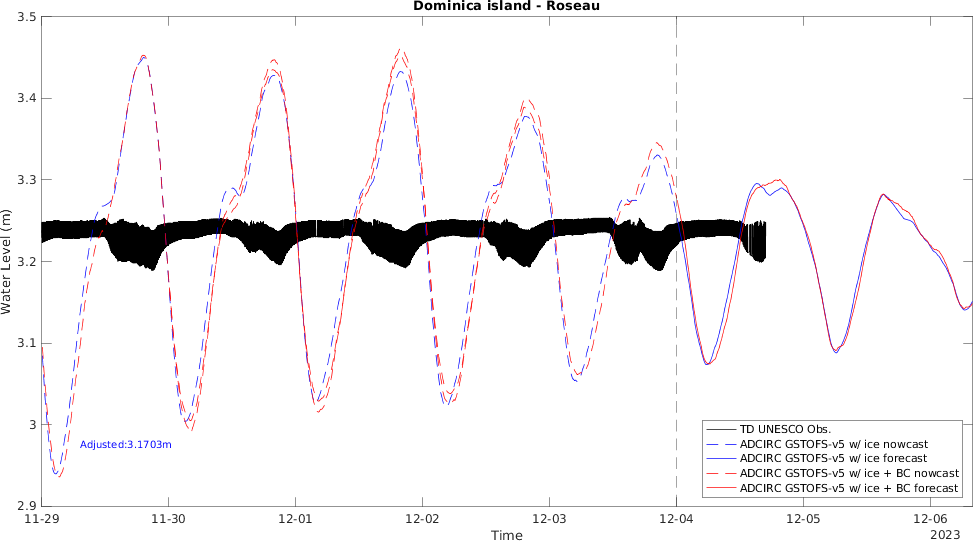 Dominica island - Roseau
3.5
3.4
3.3
3.2
3.1
3
2.9
Water Level (m)
Adjusted:3.1703m
TD UNESCO Obs.
ADCIRC GSTOFS-v5 w/ ice nowcast
ADCIRC GSTOFS-v5 w/ ice forecast
ADCIRC GSTOFS-v5 w/ ice + BC nowcast
ADCIRC GSTOFS-v5 w/ ice + BC forecast
11-29 11-30 12-01 12-02 12-03 12-04 12-05 12-06
Time
2023